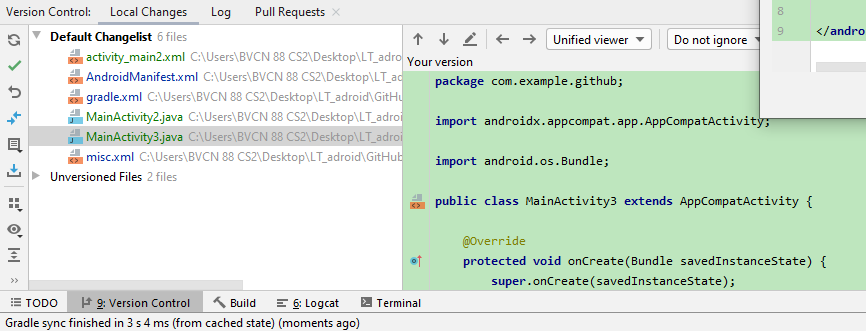 Version Control: Local Changes Log Pull Requests
Default Changelist 6 files
activity_main2.xml C:\Users\BVCN 88 CS2\Desktop\LT_adroid
AndroidManifest.xml C:\Users\BVCN 88 CS2\Desktop\LT_adroi
gradle.xml C:\Users\BVCN 88 CS2\Desktop\LT_adroid\GitHu
MainActivity2.java C:\Users\BVCN 88 CS2\Desktop\LT_adroi
MainActivity3.java C:\Users\BVCN 88 CS2\Desktop\LT_adroi
misc.xml C:\Users\BVCN 88 CS2\Desktop\LT_adroid\GitHub
Unversioned Files 2 files
Unified viewer Do not ignore
Your version
package com.example.github;
import androidx.appcompat.app.AppCompatActivity;
import android.os.Bundle;
public class MainActivity3 extends AppCompatActivity {
@Override
protected void onCreate(Bundle savedInstanceState) {
super.onCreate(savedInstanceState);
8
9 </andro
TODO 9: Version Control Build 6: Logcat Terminal
Gradle sync finished in 3 s 4 ms (from cached state) (moments ago)